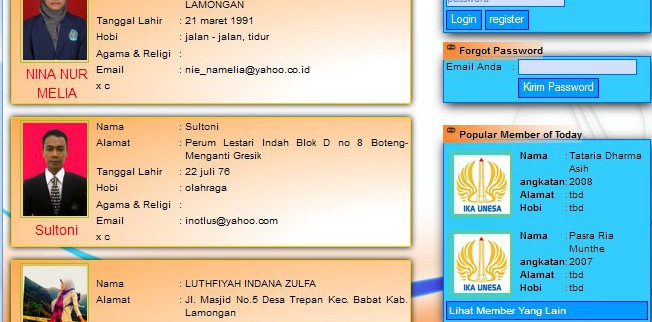 LAMONGAN
Tanggal Lahir : 21 maret 1991
Hobi : jalan - jalan, tidur
Agama & Religi :
Email : nie_namelia@yahoo.co.id
x c
NINA NUR
MELIA
Nama : Sultoni
Alamat : Perum Lestari Indah Blok D no 8 Boteng-
Menganti Gresik
Tanggal Lahir : 22 juli 76
Hobi : olahraga
Agama & Religi :
Email : inotlus@yahoo.com
x c
Sultoni
Nama : LUTHFIYAH INDANA ZULFA
Alamat : Jl. Masjid No.5 Desa Trepan Kec. Babat Kab.
Lamongan
password
Login register
Forgot Password
Email Anda :
Kirim Password
Popular Member of Today
IKA UNESA
Nama : Tataria Dharma
Asih
angkatan : 2008
Alamat : tbd
Hobi : tbd
IKA UNESA
Nama : Pasra Ria
Munthe
angkatan : 2007
Alamat : tbd
Hobi : tbd
Lihat Member Yang Lain